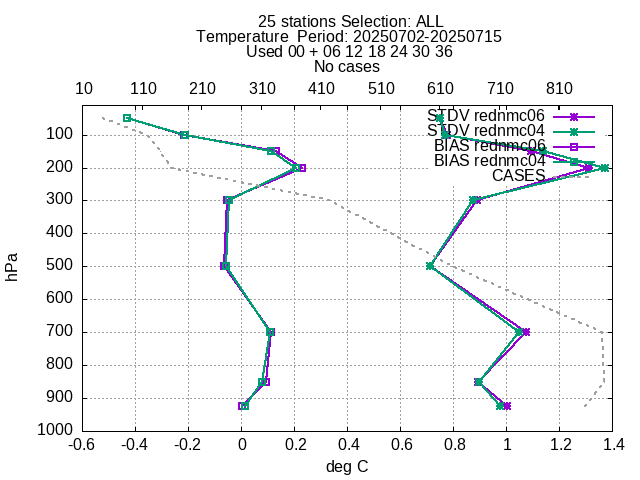 25 stations Selection: ALL
Temperature Period: 20250702-20250715
Used 00 + 06 12 18 24 30 36
No cases
10 110 210 310 410 510 610 710 810
STDV rednmc06
STDV rednmc04
BIAS rednmc06
BIAS rednmc04
CASES
100
200
300
400
500
600
700
800
900
1000
hPa
-0.6 -0.4 -0.2 0 0.2 0.4 0.6 0.8 1 1.2 1.4
deg C